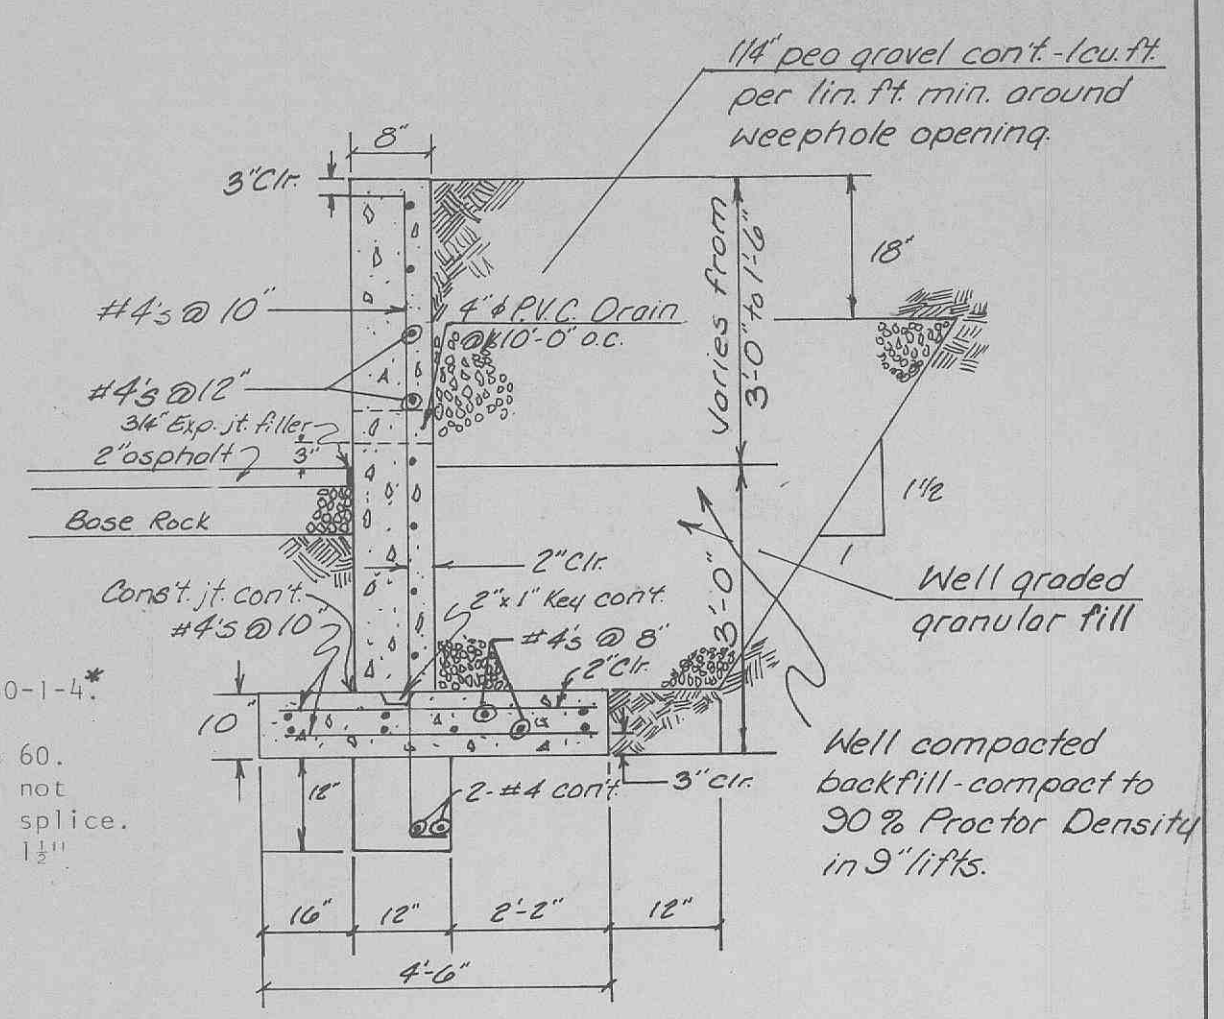 1/4" pea gravel con't.-1cu.ft.
per lin. ft. min. around
weephole opening.
8"
3"Clr.
18"
Varies from
3'-0" to 1'-6"
#4's @ 10"
4"ϕ P.V.C. Drain
@ 10'-0" o.c.
#4's @ 12"
3/4" Exp. jt. filler
2" asphalt
3"
1 1/2
1
Base Rock
2"Clr.
Well graded
granular fill
Cons't. jt. con't.
2"x 1" Key con't.
#4's @ 10"
#4's @ 8"
2"Clr.
3'-0"
0-1-4.*
10"
60.
not
splice.
1½"
12"
2-#4 con't.
3"clr.
Well compacted
backfill-compact to
90% Proctor Density
in 9"lifts.
16"
12"
2'-2"
12"
4'-6"